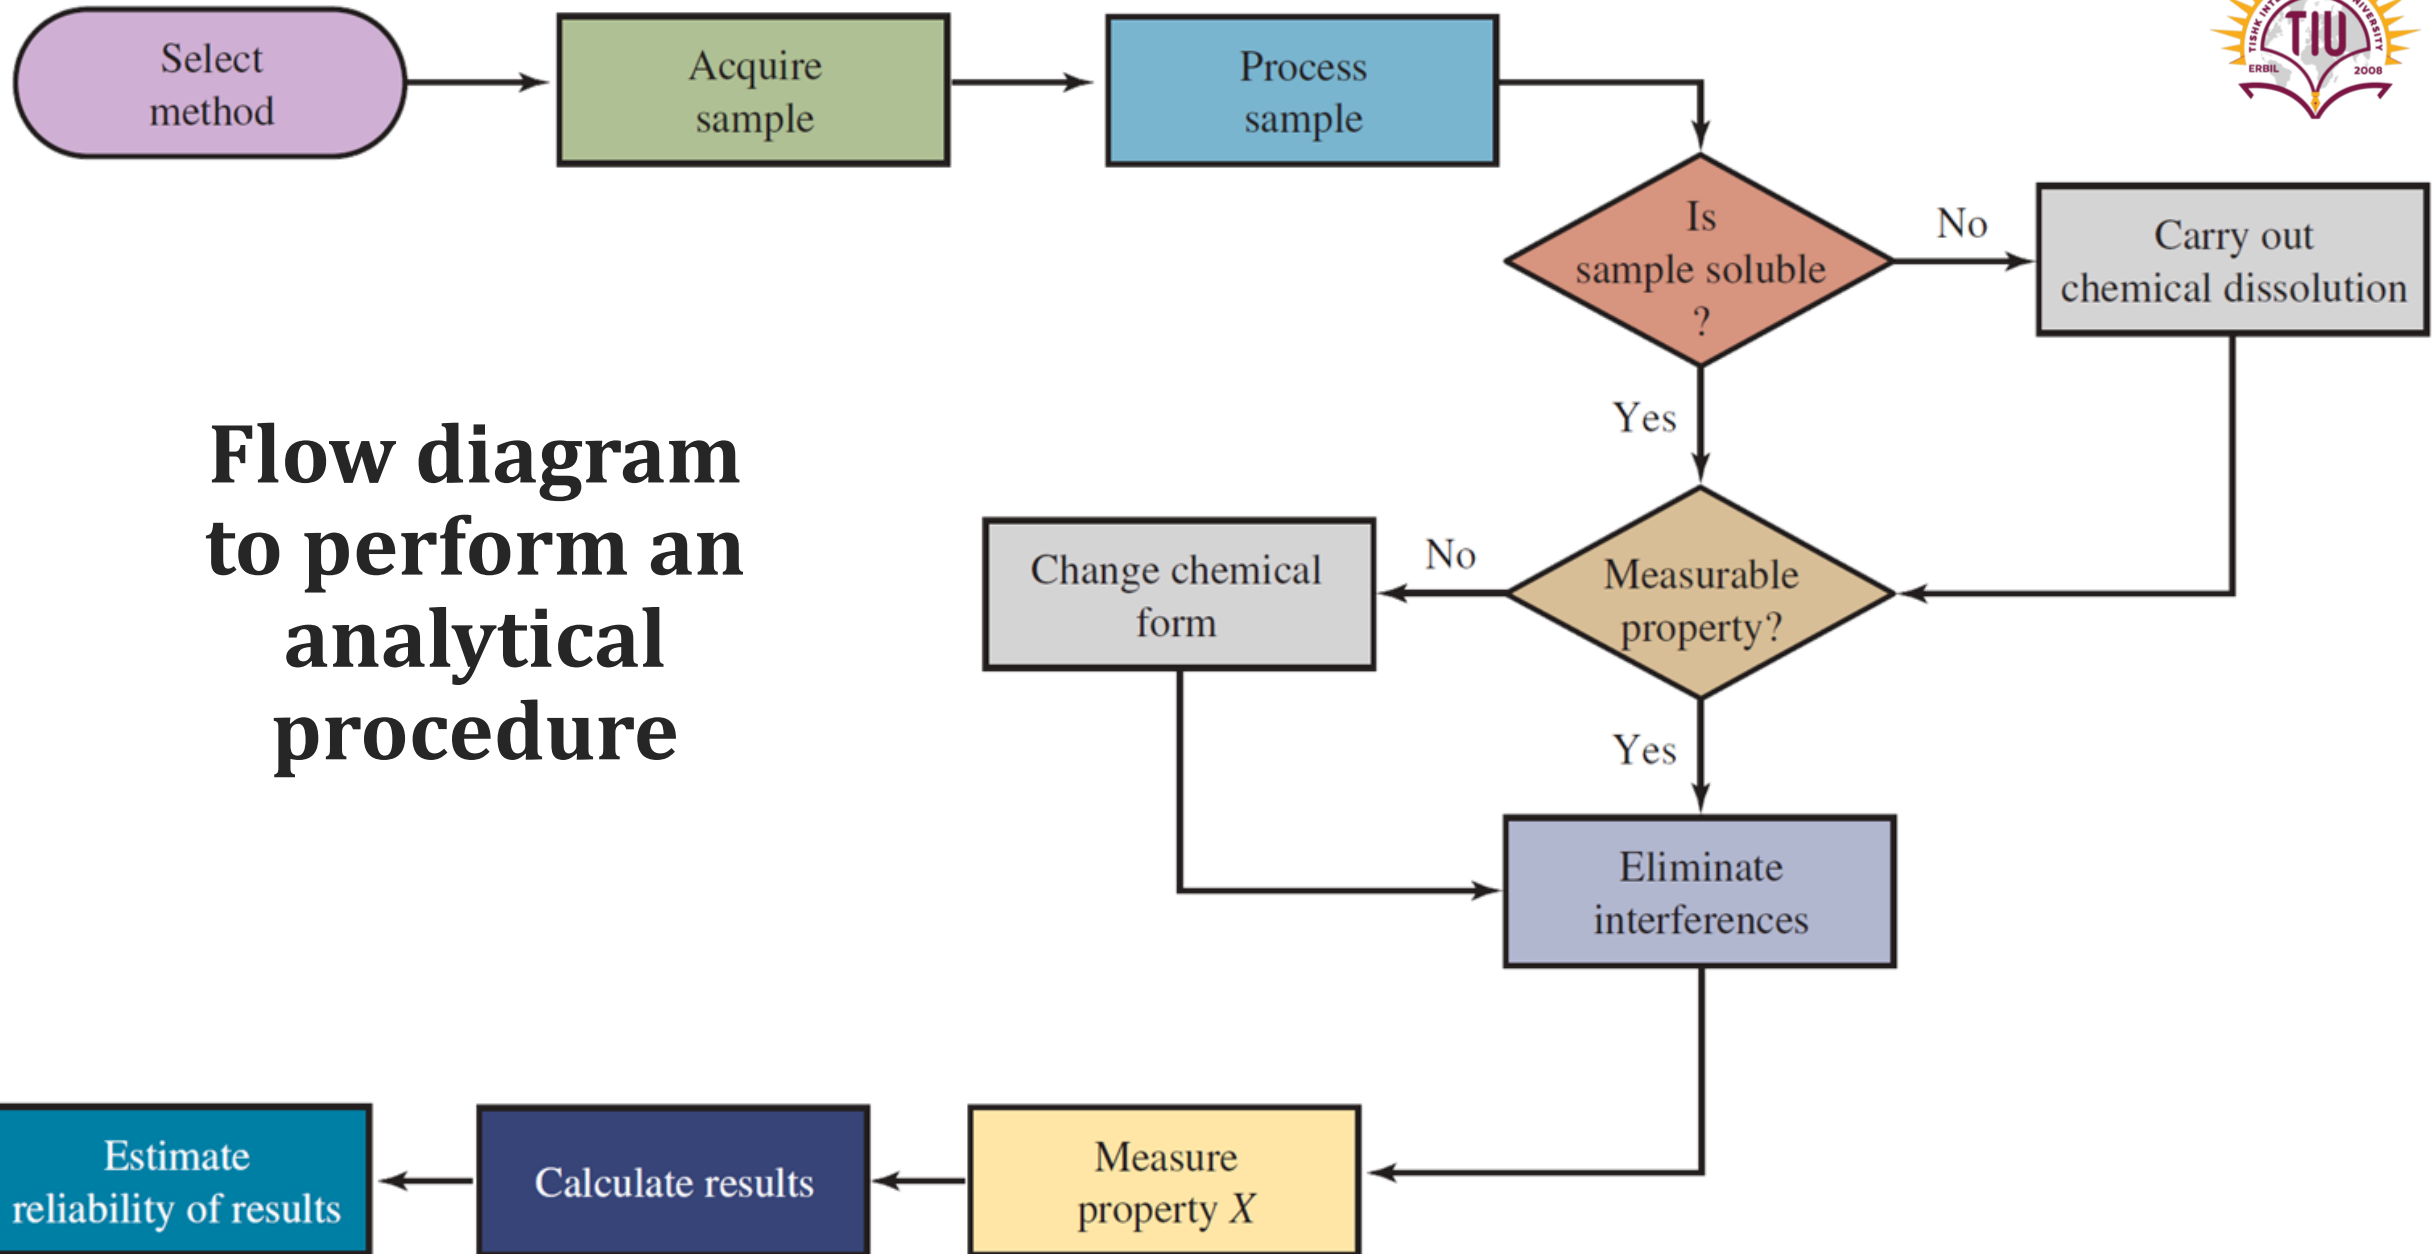 Select
method
Acquire
sample
Process
sample
TIU
ERBIL
2008
Is
sample soluble
?
No
Carry out
chemical dissolution
Yes
Flow diagram
to perform an
analytical
procedure
Change chemical
form
No
Measurable
property?
Yes
Eliminate
interferences
Estimate
reliability of results
Calculate results
Measure
property X